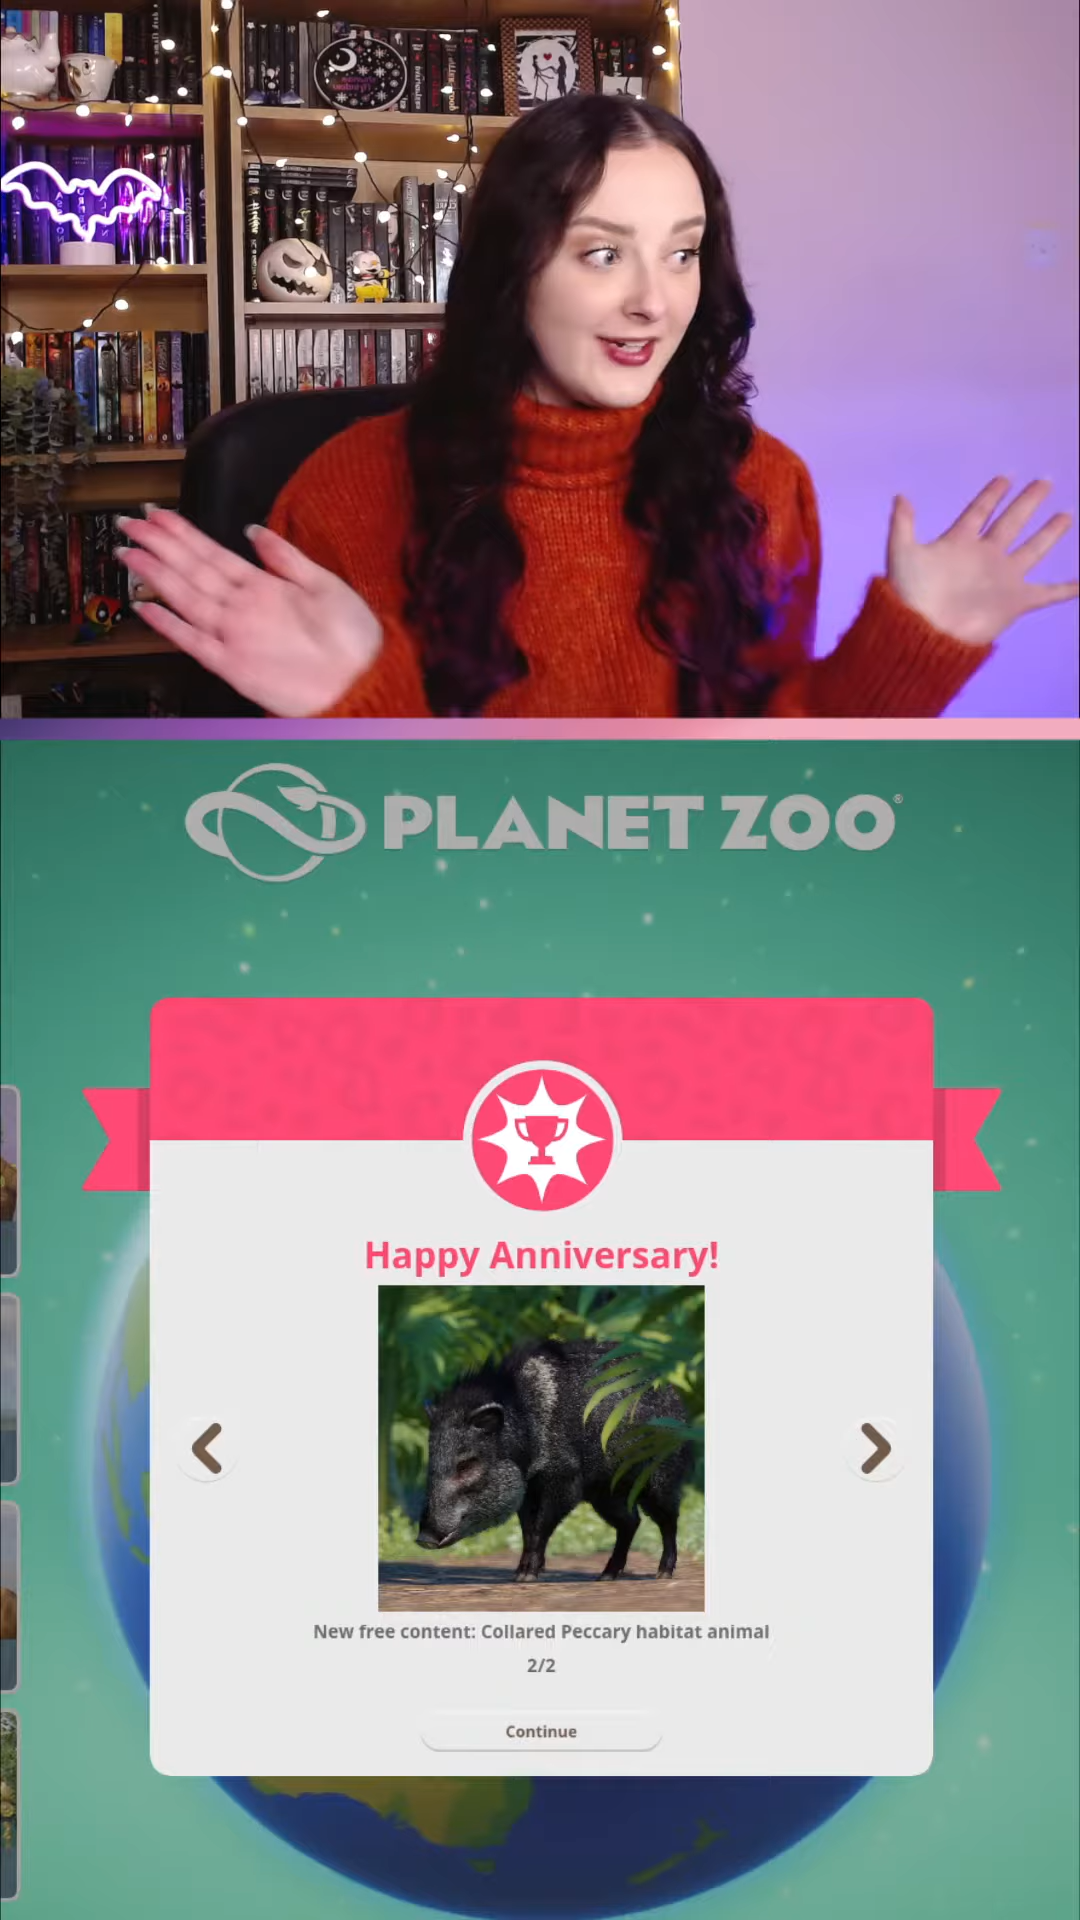 PLANET ZOO®
Happy Anniversary!
New free content: Collared Peccary habitat animal
2/2
Continue